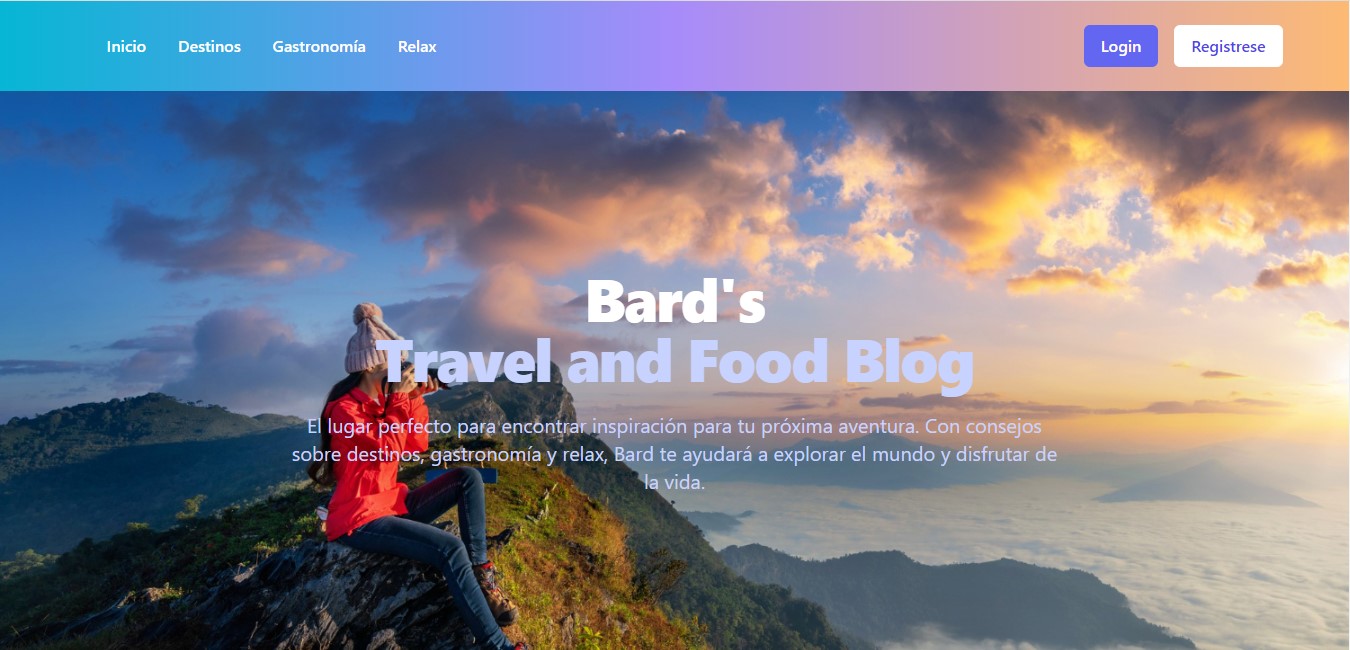 Inicio Destinos Gastronomía Relax Login Registrese
Bard's
Travel and Food Blog
El lugar perfecto para encontrar inspiración para tu próxima aventura. Con consejos
sobre destinos, gastronomía y relax, Bard te ayudará a explorar el mundo y disfrutar de
la vida.